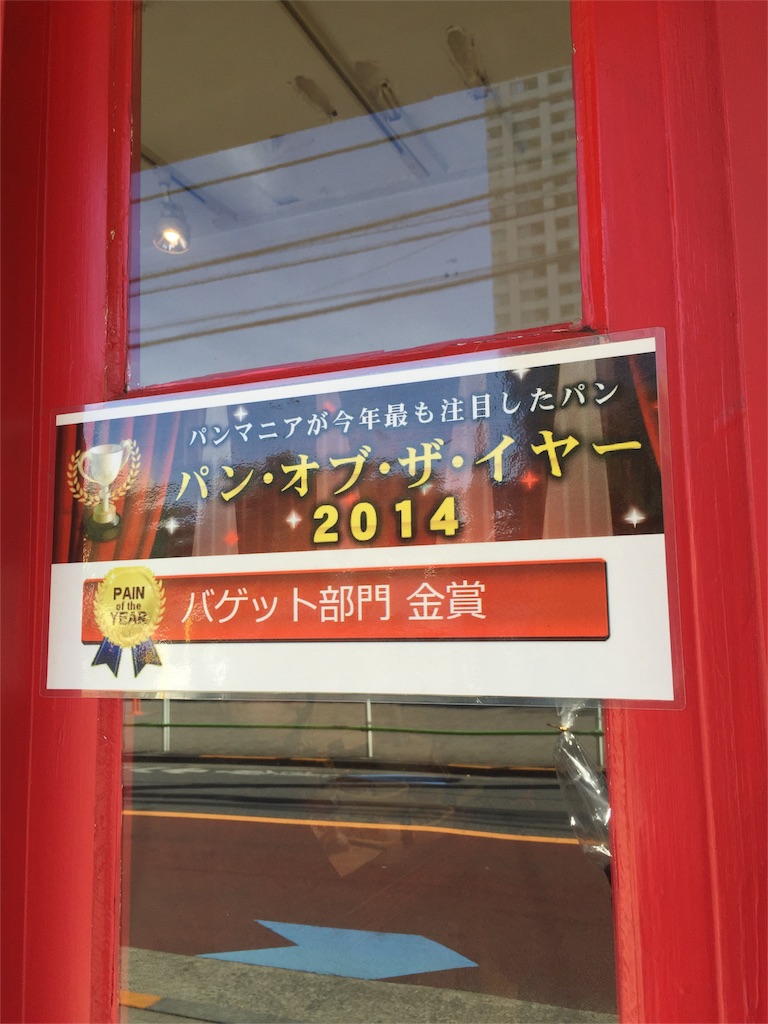 パンマニアが今年最も注目したパン
パン・オブ・ザ・イヤー
2014
PAIN
of the
YEAR
バゲット部門 金賞